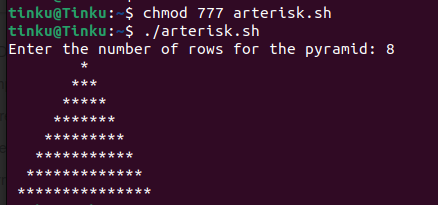 tinku@Tinku:~$ chmod 777 arterisk.sh
tinku@Tinku:~$ ./arterisk.sh
Enter the number of rows for the pyramid: 8
        *
       ***
      *****
     *******
    *********
   ***********
  *************
 ***************